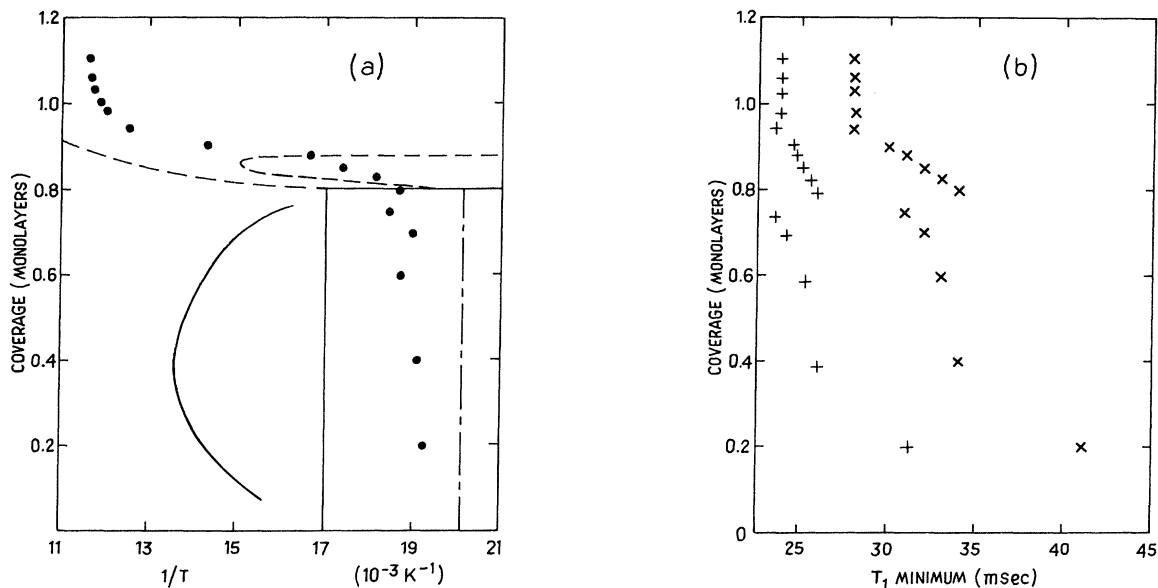 (a)
1.2
1.0
0.8
0.6
0.4
0.2
COVERAGE (MONOLAYERS)
11 13 15 17 19 21
1/T (10⁻³ K⁻¹)
(b)
1.2
1.0
0.8
0.6
0.4
0.2
0
COVERAGE (MONOLAYERS)
25 30 35 40 45
T₁ MINIMUM (msec)